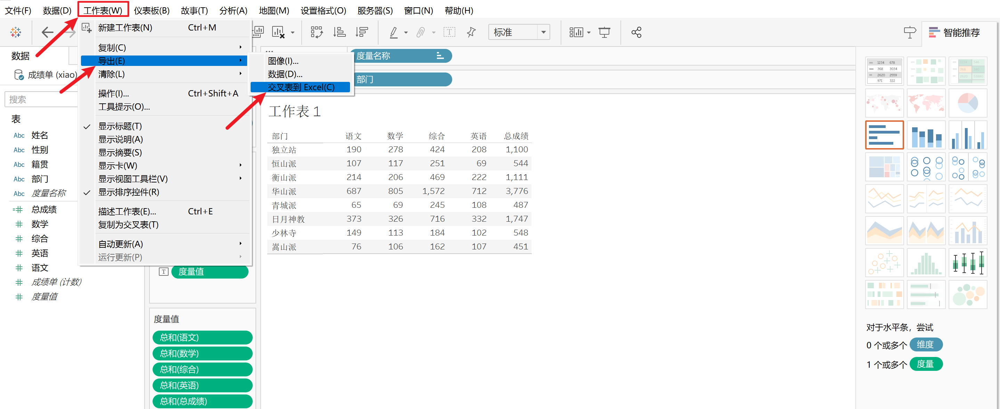 文件(F) 数据(D) 工作表(W) 仪表板(B) 故事(T) 分析(A) 地图(M) 设置格式(O) 服务器(S) 窗口(N) 帮助(H)
新建工作表(N) Ctrl+M
复制(C)
导出(E)
清除(L)
操作(I)... Ctrl+Shift+A
工具提示(O)...
显示标题(T)
显示说明(A)
显示摘要(S)
显示卡(W)
显示视图工具栏(V)
显示排序控件(R)
描述工作表(E)... Ctrl+E
复制为交叉表(T)
自动更新(A)
运行更新(P)
图像(I)...
数据(D)...
交叉表到 Excel(C)
标准
智能推荐
数据
成绩单 (xiao)
搜索
表
Abc 姓名
Abc 性别
Abc 籍贯
Abc 部门
Abc 度量名称
总成绩
数学
综合
英语
语文
成绩单 (计数)
度量值
T 度量值
度量值
总和(语文)
总和(数学)
总和(综合)
总和(英语)
总和(总成绩)
度量名称
部门
工作表 1
部门 语文 数学 综合 英语 总成绩
独立站 190 278 424 208 1,100
恒山派 107 117 251 69 544
衡山派 214 206 469 222 1,111
华山派 687 805 1,572 712 3,776
青城派 65 69 245 108 487
日月神教 373 326 716 332 1,747
少林寺 149 113 184 102 548
嵩山派 76 106 162 107 451
1234 678
368 3034
2620 2559
971 322
1234 546
368 340
2620 53890
对于水平条，尝试
0 个或多个 维度
1 个或多个 度量